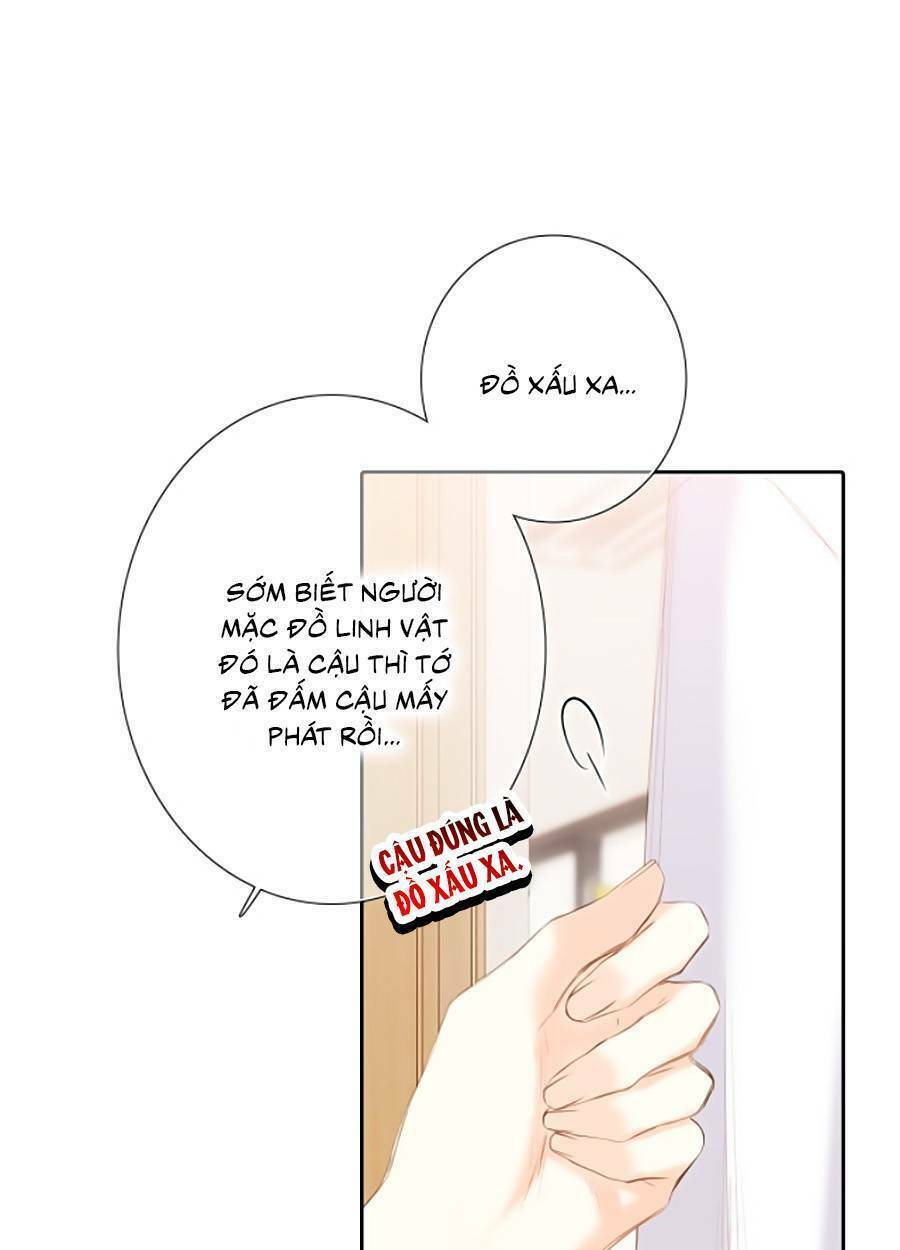 ĐỒ XẤU XA...
SỚM BIẾT NGƯỜI
MẶC ĐỒ LINH VẬT
ĐÓ LÀ CẬU THÌ TỚ
ĐÃ ĐẤM CẬU MẤY
PHÁT RỒI...
CẬU ĐÚNG LÀ
ĐỒ XẤU XA.